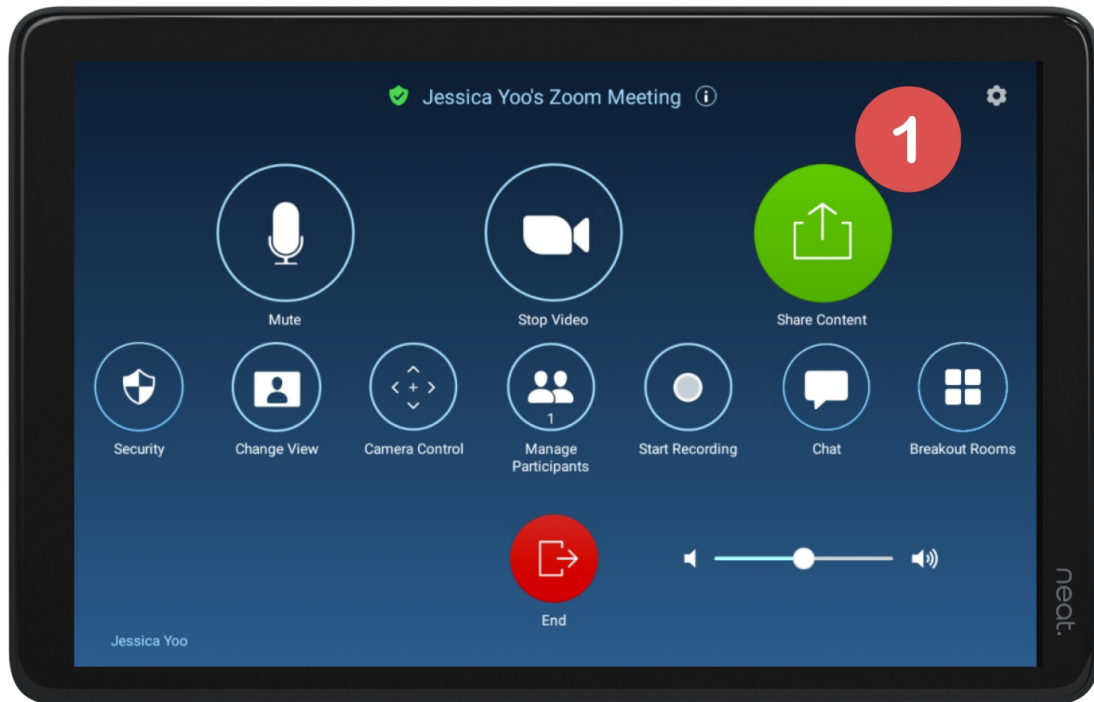 Jessica Yoo's Zoom Meeting
1
Mute
Stop Video
Share Content
Security
Change View
Camera Control
1
Manage
Participants
Start Recording
Chat
Breakout Rooms
End
Jessica Yoo
neat.